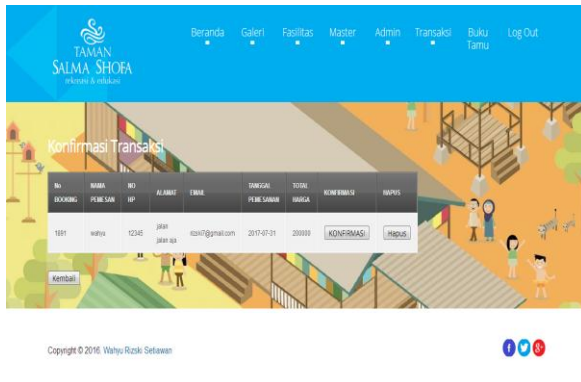 TAMAN
SALMA SHOFA
rekreasi & edukasi
Beranda Galeri Fasilitas Master Admin Transaksi Buku Tamu Log Out
Konfirmasi Transaksi
No BOOKING NAMA PEMESAN NO HP ALAMAT EMAIL TANGGAL PEMESANAN TOTAL HARGA KONFIRMASI HAPUS
1891 wahyu 12345 jalan jalan aja rizski7@gmail.com 2017-07-31 200000 KONFIRMASI Hapus
Kembali
Copyright © 2016. Wahyu Rizski Setiawan